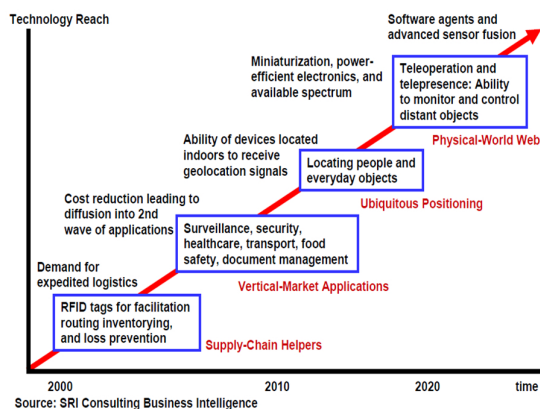 Technology Reach
Software agents and
advanced sensor fusion
Miniaturization, power-
efficient electronics, and
available spectrum
Teleoperation and
telepresence: Ability
to monitor and control
distant objects
Physical-World Web
Ability of devices located
indoors to receive
geolocation signals
Locating people and
everyday objects
Ubiquitous Positioning
Cost reduction leading to
diffusion into 2nd
wave of applications
Surveillance, security,
healthcare, transport, food
safety, document management
Vertical-Market Applications
Demand for
expedited logistics
RFID tags for facilitation
routing inventorying,
and loss prevention
Supply-Chain Helpers
2000 2010 2020 time
Source: SRI Consulting Business Intelligence